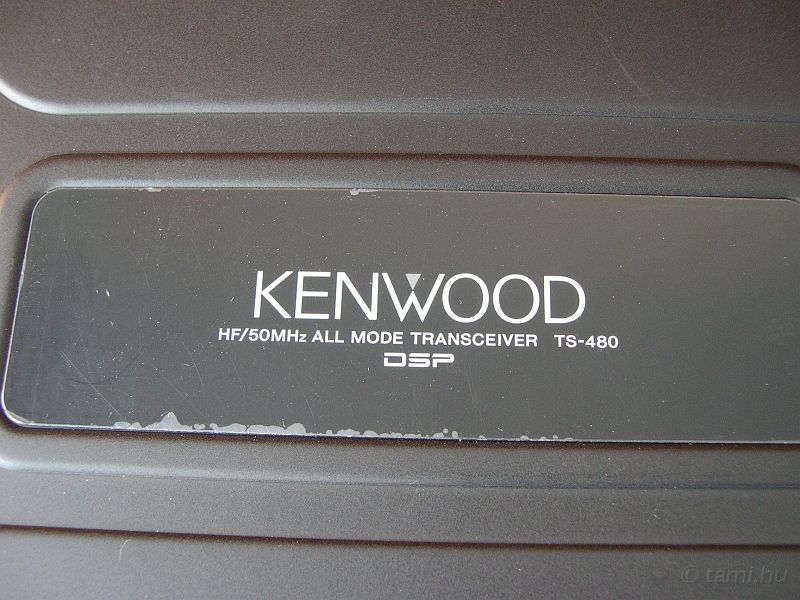 KENWOOD
HF/50MHz ALL MODE TRANSCEIVER TS-480
DSP
© tami.hu